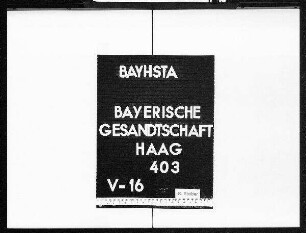 BAYHSTA
BAYERISCHE
GESANDTSCHAFT
HAAG
403
V-16